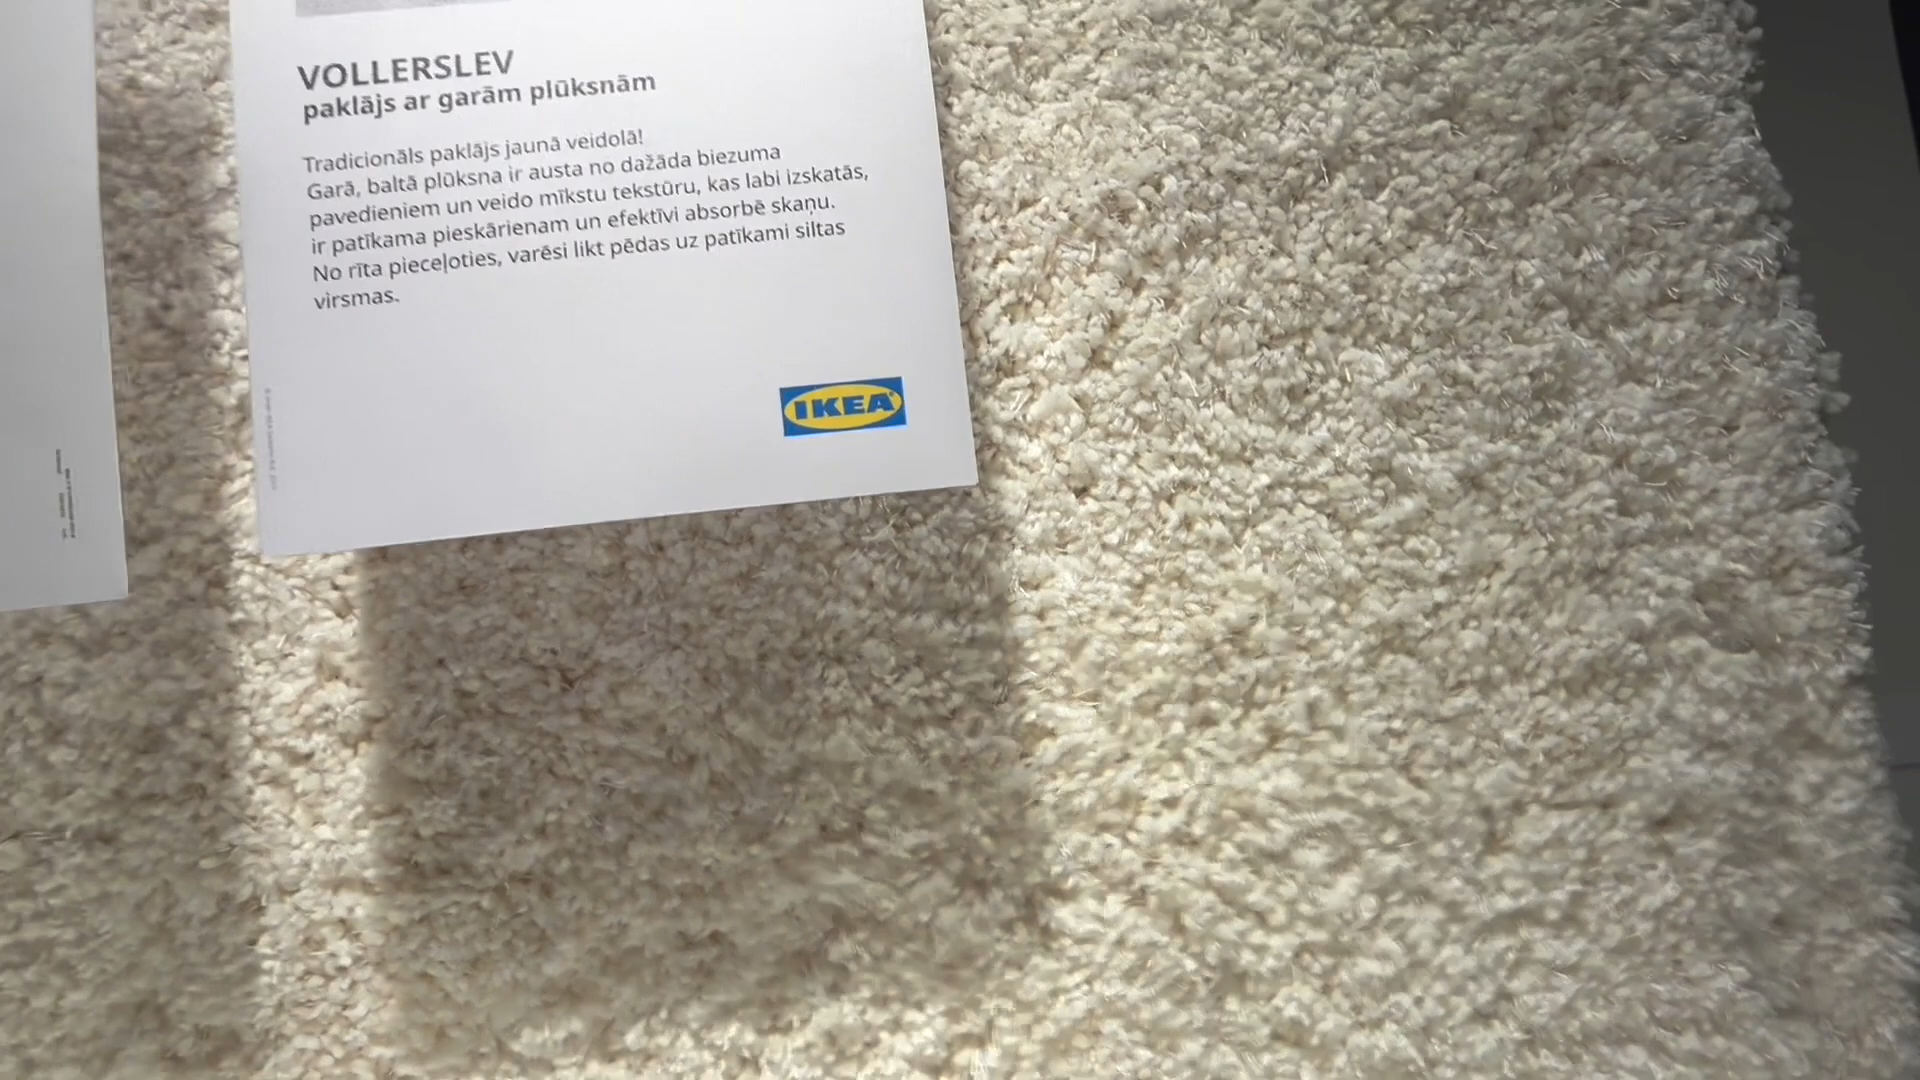 VOLLERSLEV
paklājs ar garām plūksnām
Tradicionāls paklājs jaunā veidolā!
Garā, baltā plūksna ir austa no dažāda biezuma
pavedieniem un veido mīkstu tekstūru, kas labi izskatās,
ir patīkama pieskārienam un efektīvi absorbē skaņu.
No rīta pieceļoties, varēsi likt pēdas uz patīkami siltas
virsmas.
IKEA